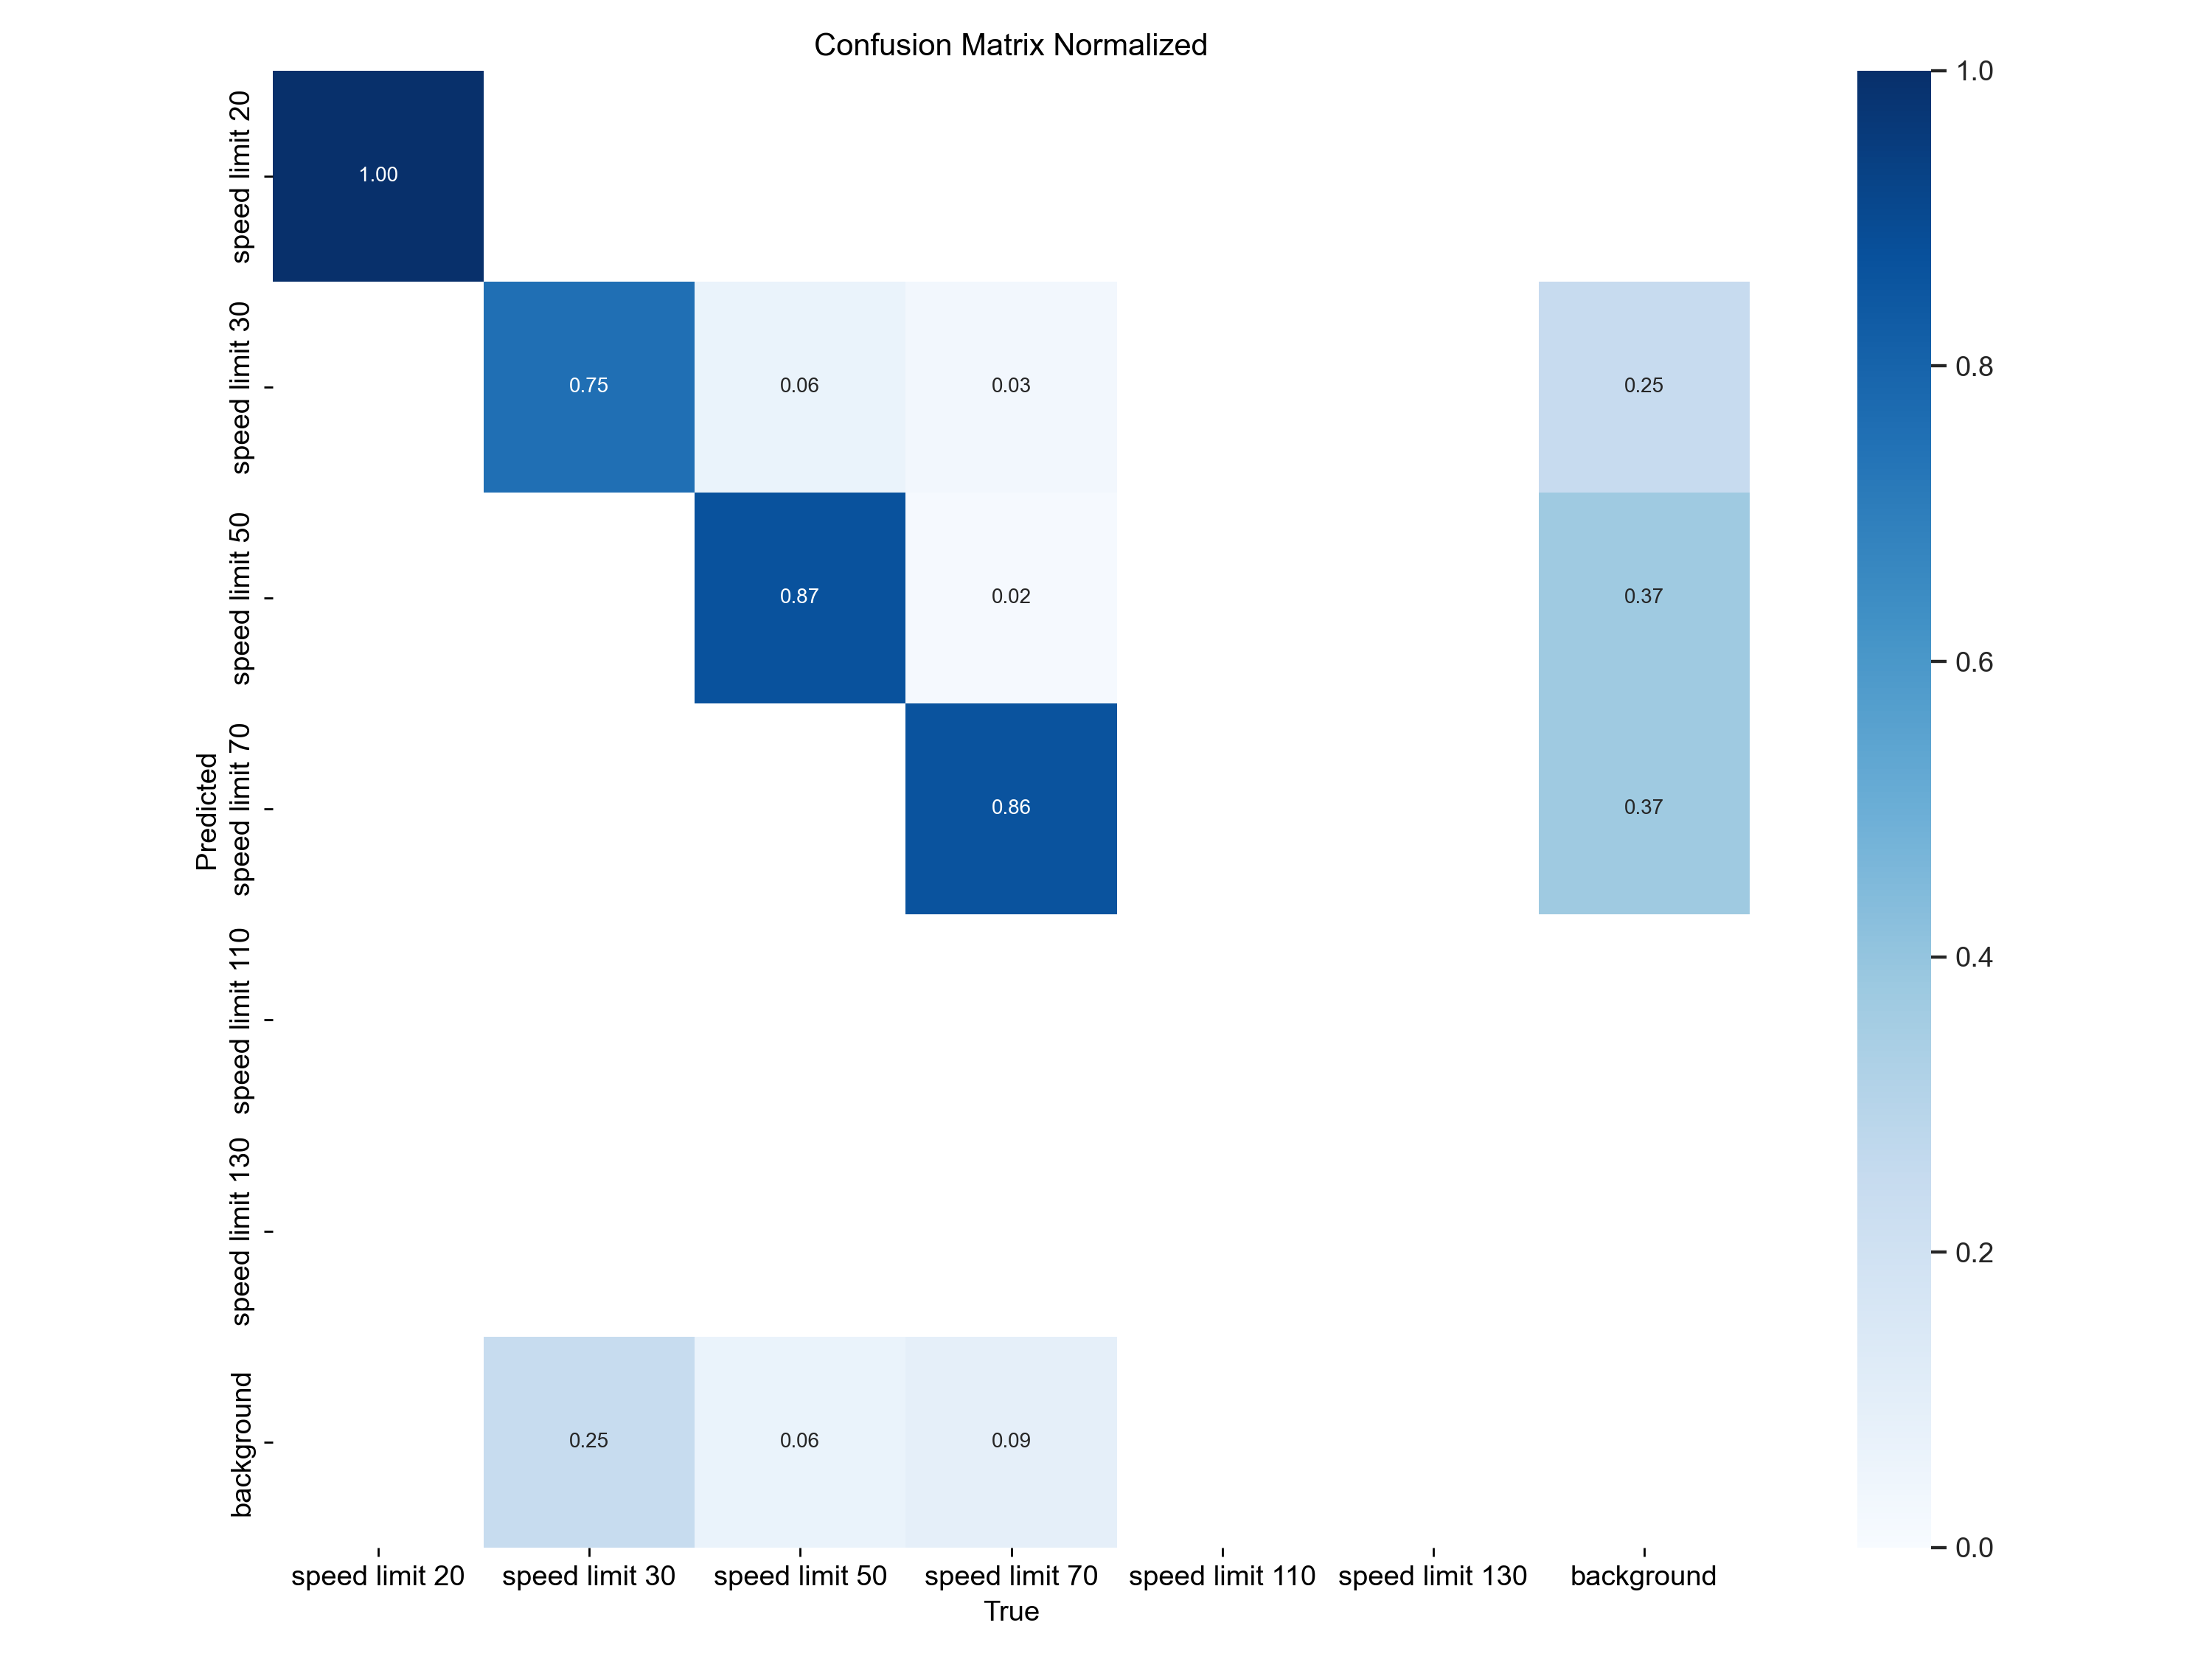 Confusion Matrix Normalized
speed limit 20
speed limit 30
speed limit 50
speed limit 70
speed limit 110
speed limit 130
background
Predicted
1.00
0.75 0.06 0.03 0.25
0.87 0.02 0.37
0.86 0.37
0.25 0.06 0.09
speed limit 20 speed limit 30 speed limit 50 speed limit 70 speed limit 110 speed limit 130 background
True
1.0
0.8
0.6
0.4
0.2
0.0